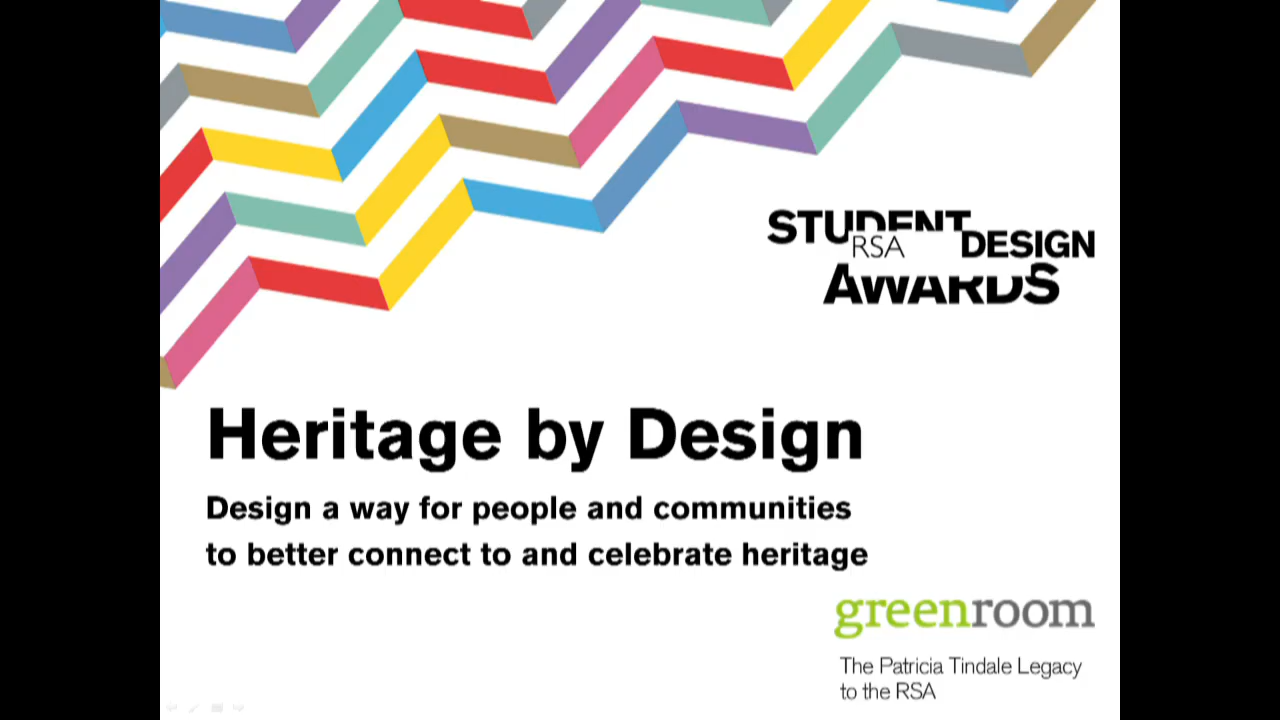 STUDENT
RSA DESIGN
AWARDS
Heritage by Design
Design a way for people and communities
to better connect to and celebrate heritage
greenroom
The Patricia Tindale Legacy
to the RSA